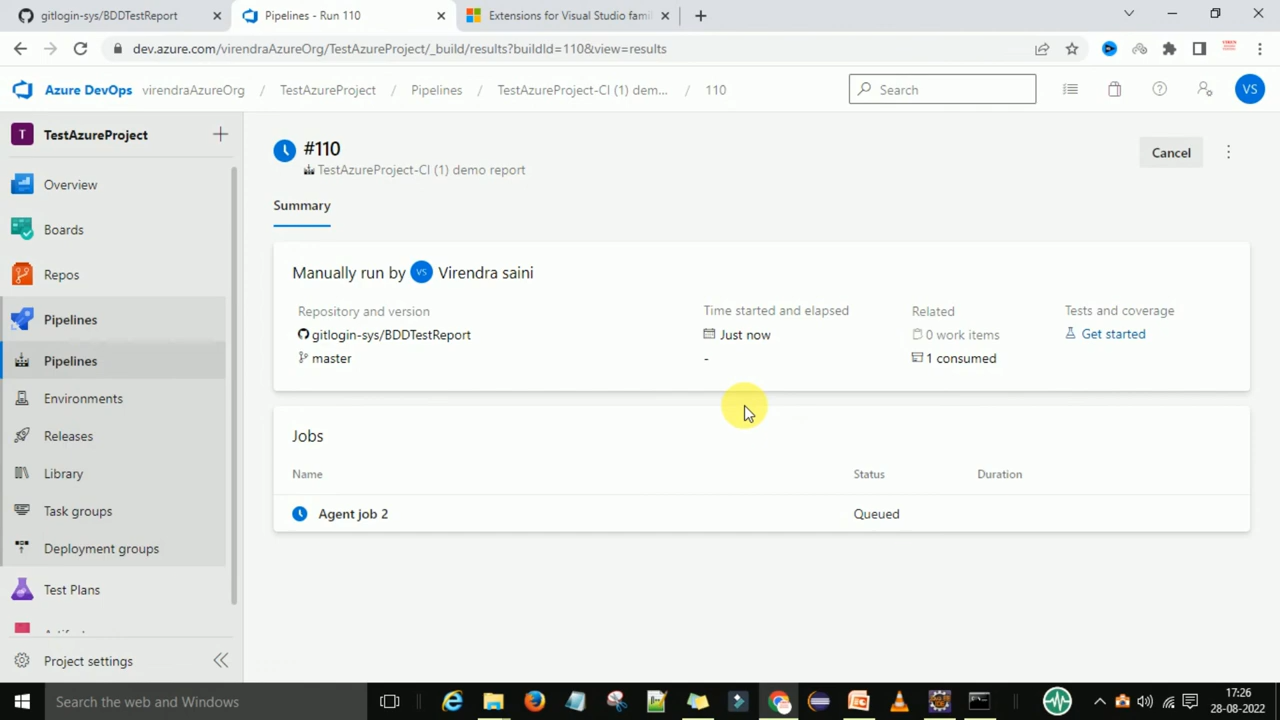 gitlogin-sys/BDDTestReport
Pipelines - Run 110
Extensions for Visual Studio fami
dev.azure.com/virendraAzureOrg/TestAzureProject/_build/results?buildId=110&view=results
Azure DevOps virendraAzureOrg / TestAzureProject / Pipelines / TestAzureProject-CI (1) dem... / 110
Search
VS
T TestAzureProject
Overview
Boards
Repos
Pipelines
Pipelines
Environments
Releases
Library
Task groups
Deployment groups
Test Plans
Project settings
#110
TestAzureProject-CI (1) demo report
Cancel
Summary
Manually run by VS Virendra saini
Repository and version
gitlogin-sys/BDDTestReport
master
Time started and elapsed
Just now
-
Related
0 work items
1 consumed
Tests and coverage
Get started
Jobs
Name Status Duration
Agent job 2 Queued
Search the web and Windows
17:26
28-08-2022